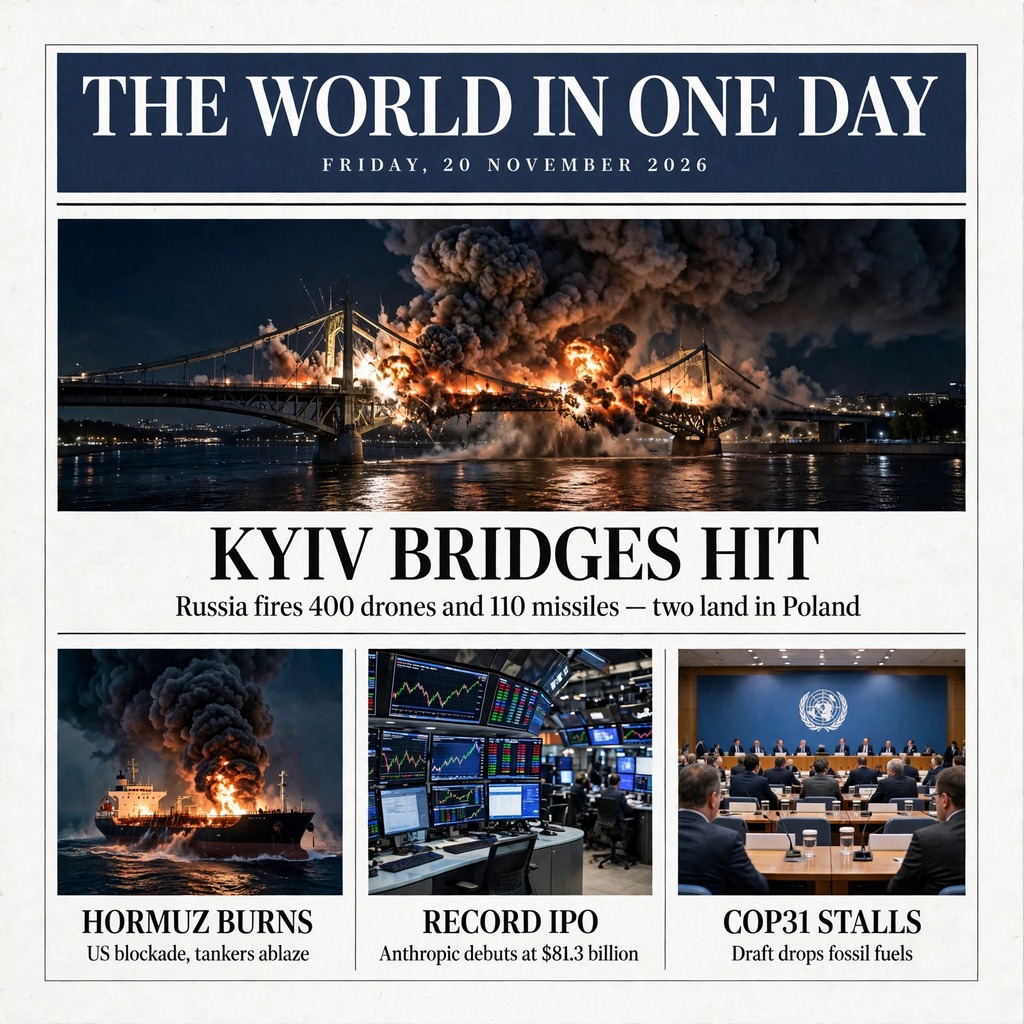 THE WORLD IN ONE DAY
FRIDAY, 20 NOVEMBER 2026
KYIV BRIDGES HIT
Russia fires 400 drones and 110 missiles — two land in Poland
HORMUZ BURNS
US blockade, tankers ablaze
RECORD IPO
Anthropic debuts at $81.3 billion
COP31 STALLS
Draft drops fossil fuels